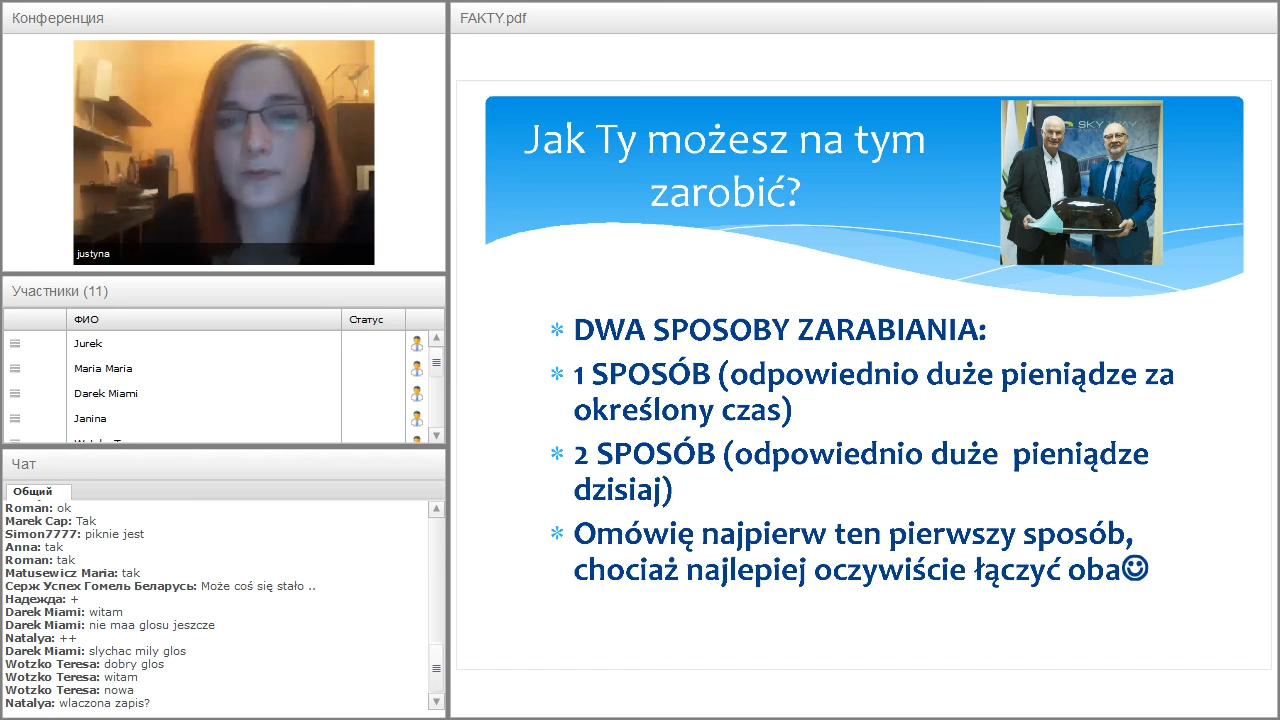 Конференция
justyna
Участники (11)
ФИО
Статус
Jurek
Maria Maria
Darek Miami
Janina
Чат
Общий
Roman: ok
Marek Cap: Tak
Simon7777: piknie jest
Anna: tak
Roman: tak
Matusewicz Maria: tak
Серж Успех Гомель Беларусь: Może coś się stało ..
Надежда: +
Darek Miami: witam
Darek Miami: nie maa glosu jeszcze
Natalya: ++
Darek Miami: slychac mily glos
Wotzko Teresa: dobry glos
Wotzko Teresa: witam
Wotzko Teresa: nowa
Natalya: wlaczona zapis?
FAKTY.pdf
Jak Ty możesz na tym
zarobić?
SKY WAY
* DWA SPOSOBY ZARABIANIA:
* 1 SPOSÓB (odpowiednio duże pieniądze za
określony czas)
* 2 SPOSÓB (odpowiednio duże  pieniądze
dzisiaj)
* Omówię najpierw ten pierwszy sposób,
chociaż najlepiej oczywiście łączyć oba☺